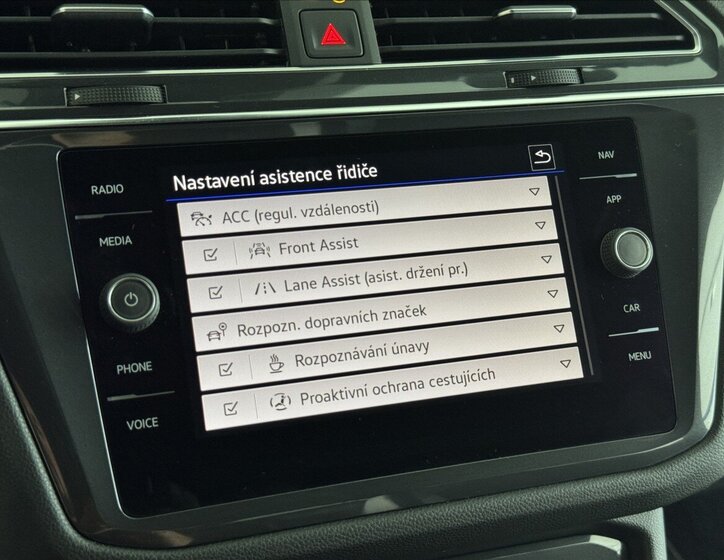 RADIO
MEDIA
PHONE
VOICE
Nastavení asistence řidiče
ACC (regul. vzdálenosti)
Front Assist
Lane Assist (asist. držení pr.)
Rozpozn. dopravních značek
Rozpoznávání únavy
Proaktivní ochrana cestujících
NAV
APP
CAR
MENU